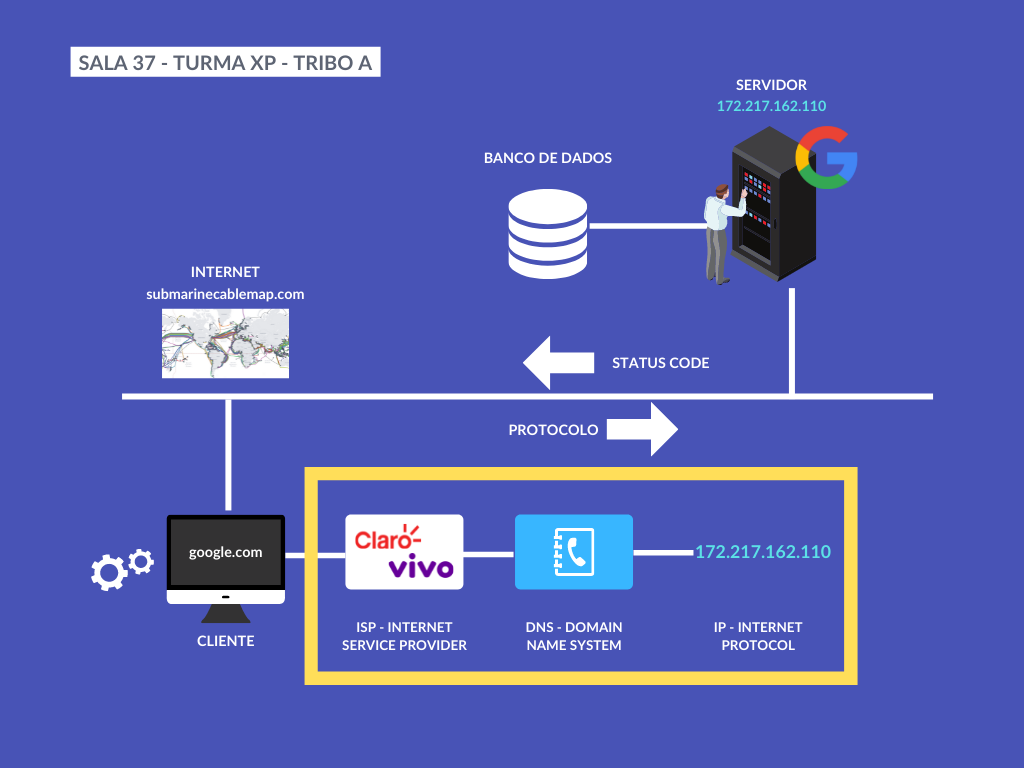 SALA 37 - TURMA XP - TRIBO A
SERVIDOR
172.217.162.110
BANCO DE DADOS
INTERNET
submarinecablemap.com
STATUS CODE
PROTOCOLO
google.com
CLIENTE
Claro
vivo
ISP - INTERNET
SERVICE PROVIDER
DNS - DOMAIN
NAME SYSTEM
172.217.162.110
IP - INTERNET
PROTOCOL